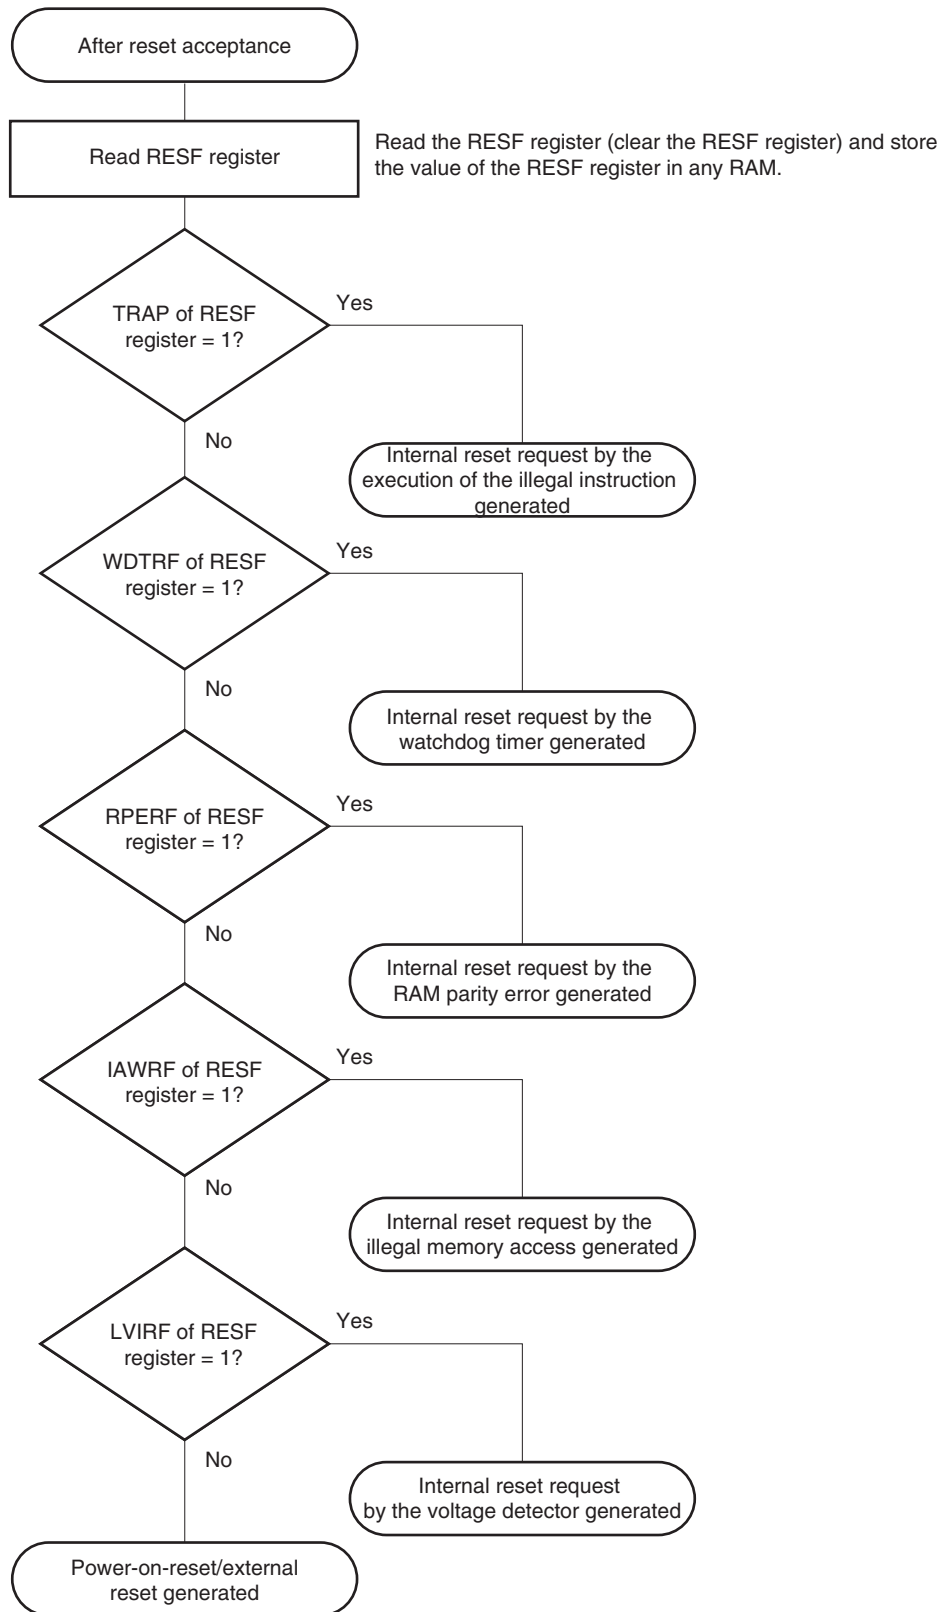 After reset acceptance
Read RESF register
Read the RESF register (clear the RESF register) and store
the value of the RESF register in any RAM.
TRAP of RESF
register = 1?
Yes
No
Internal reset request by the
execution of the illegal instruction
generated
WDTRF of RESF
register = 1?
Yes
No
Internal reset request by the
watchdog timer generated
RPERF of RESF
register = 1?
Yes
No
Internal reset request by the
RAM parity error generated
IAWRF of RESF
register = 1?
Yes
No
Internal reset request by the
illegal memory access generated
LVIRF of RESF
register = 1?
Yes
No
Internal reset request
by the voltage detector generated
Power-on-reset/external
reset generated